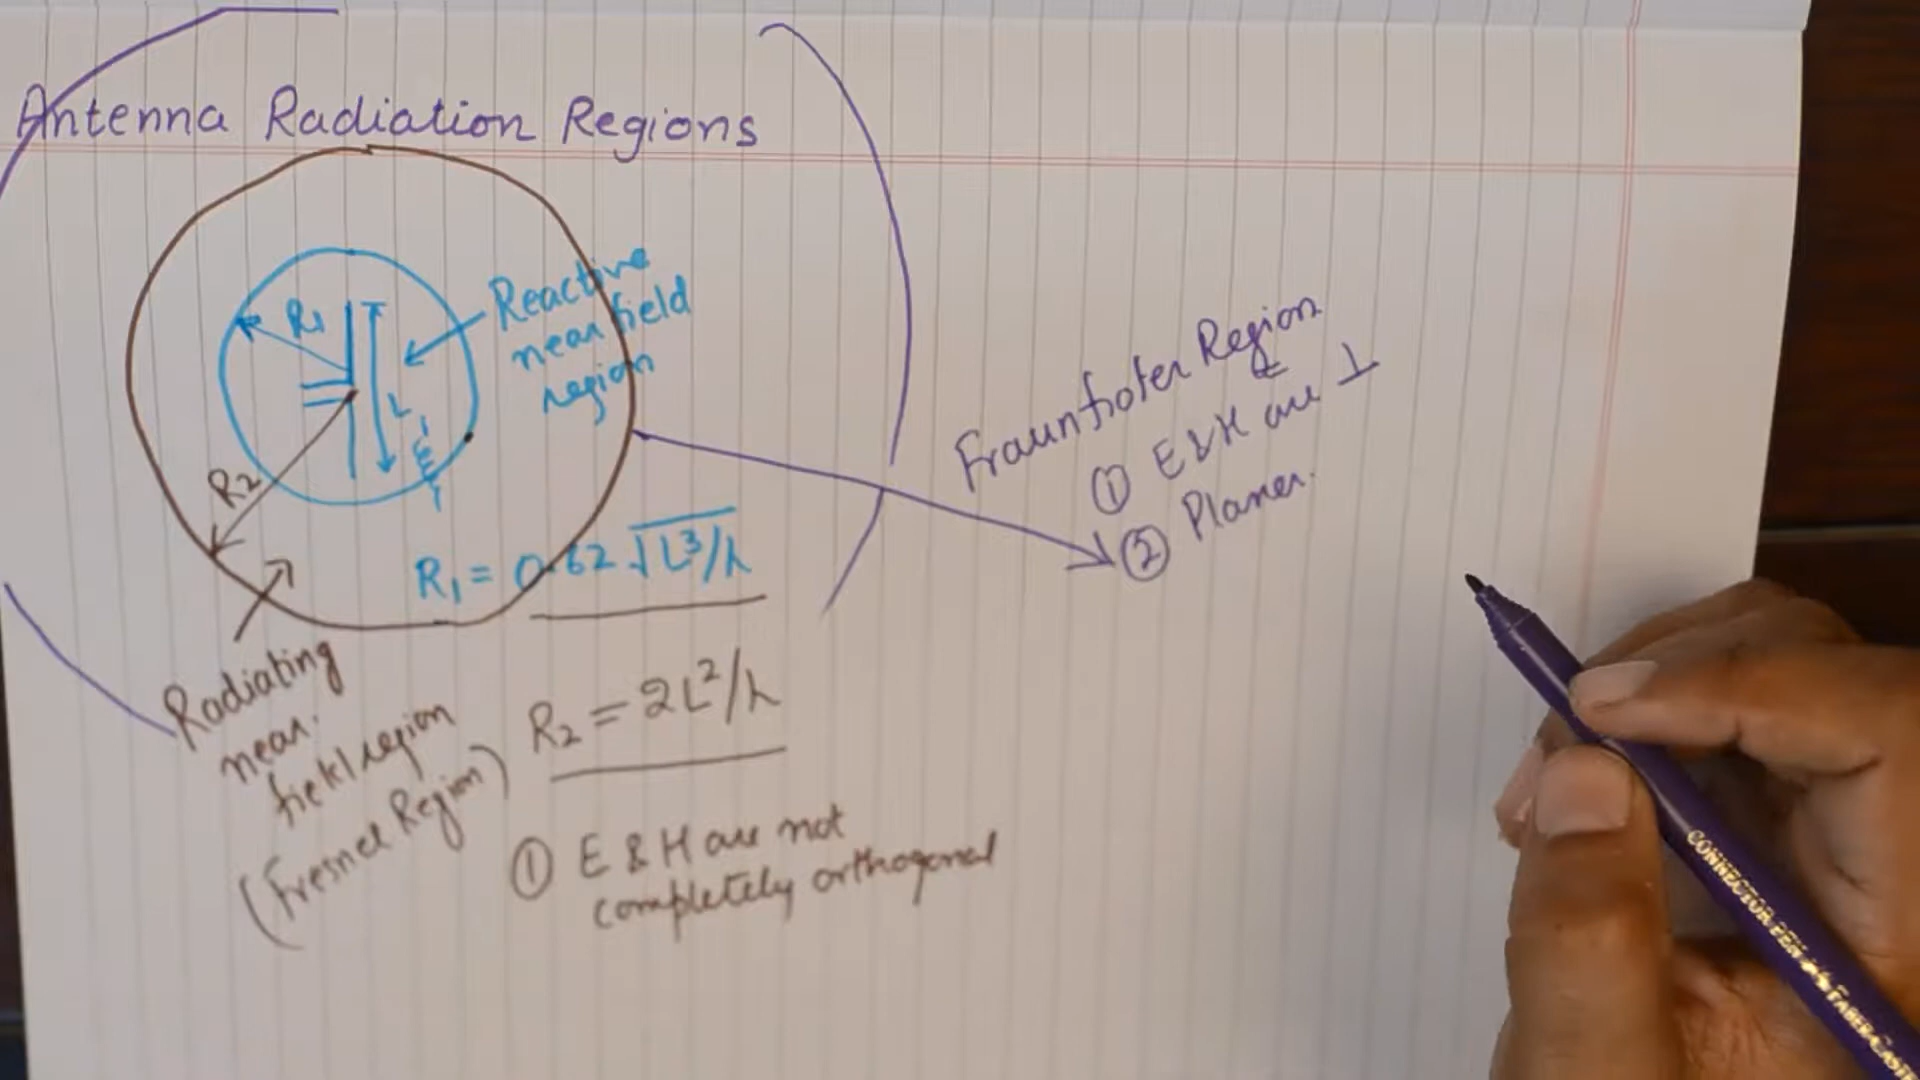 Antenna Radiation Regions
R1
L
R2
Reactive
near field
region
R1 = 0.62 √L³/λ
Radiating
near.
field region
(Fresnel Region)
R2 = 2L²/λ
① E & H are not
completely orthogonal
Fraunhofer Region
① E & H are ⊥
② Planer.
CONNECTOR PEN FABER-CAST